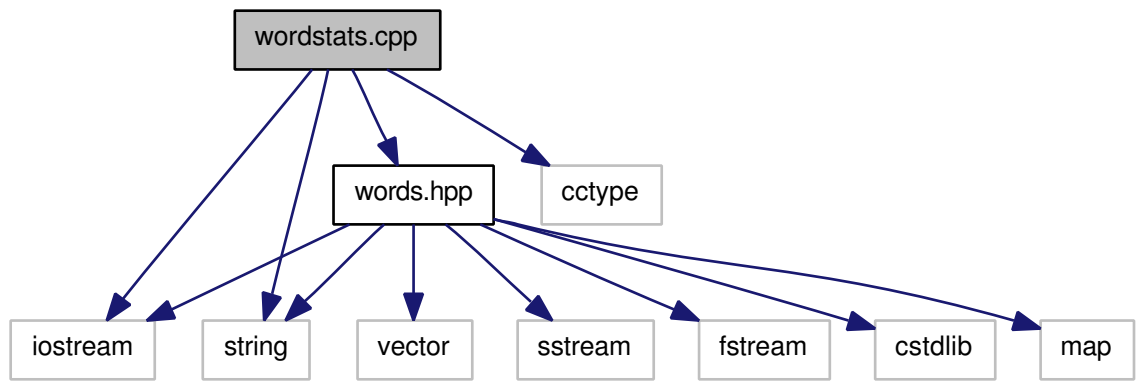 wordstats.cpp
words.hpp
cctype
iostream
string
vector
sstream
fstream
cstdlib
map